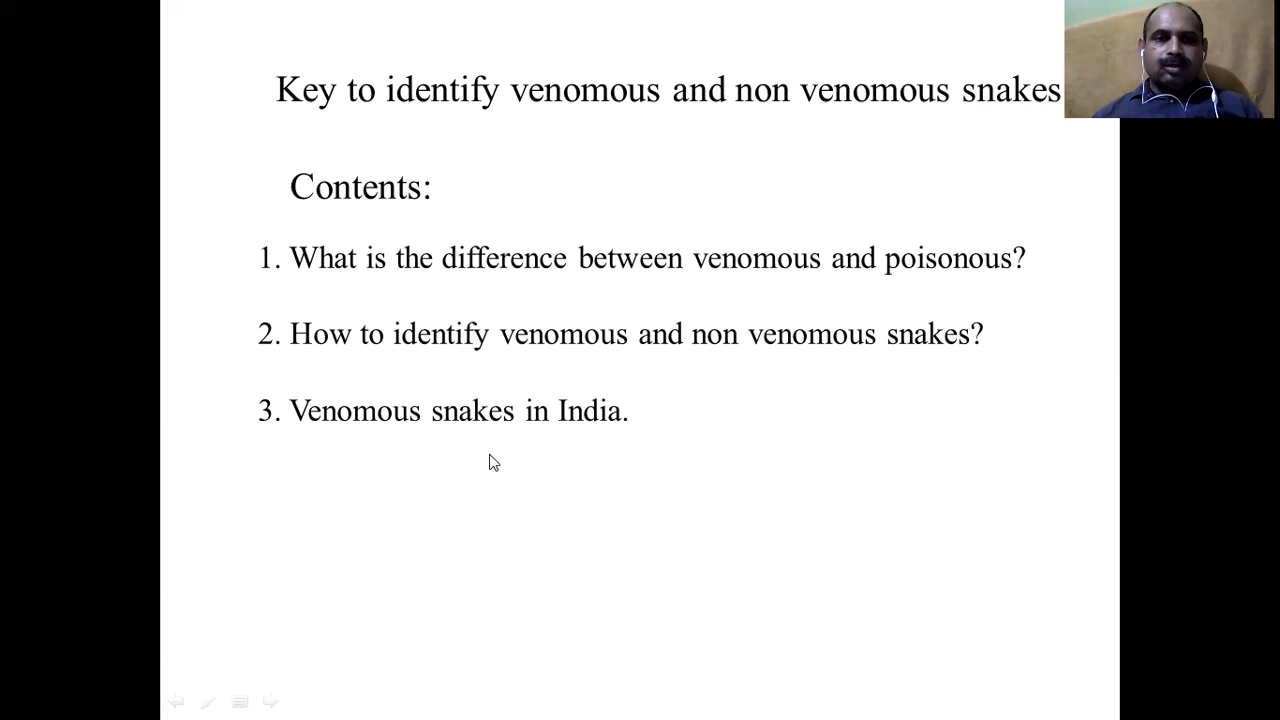 Key to identify venomous and non venomous snakes
Contents:
1. What is the difference between venomous and poisonous?
2. How to identify venomous and non venomous snakes?
3. Venomous snakes in India.